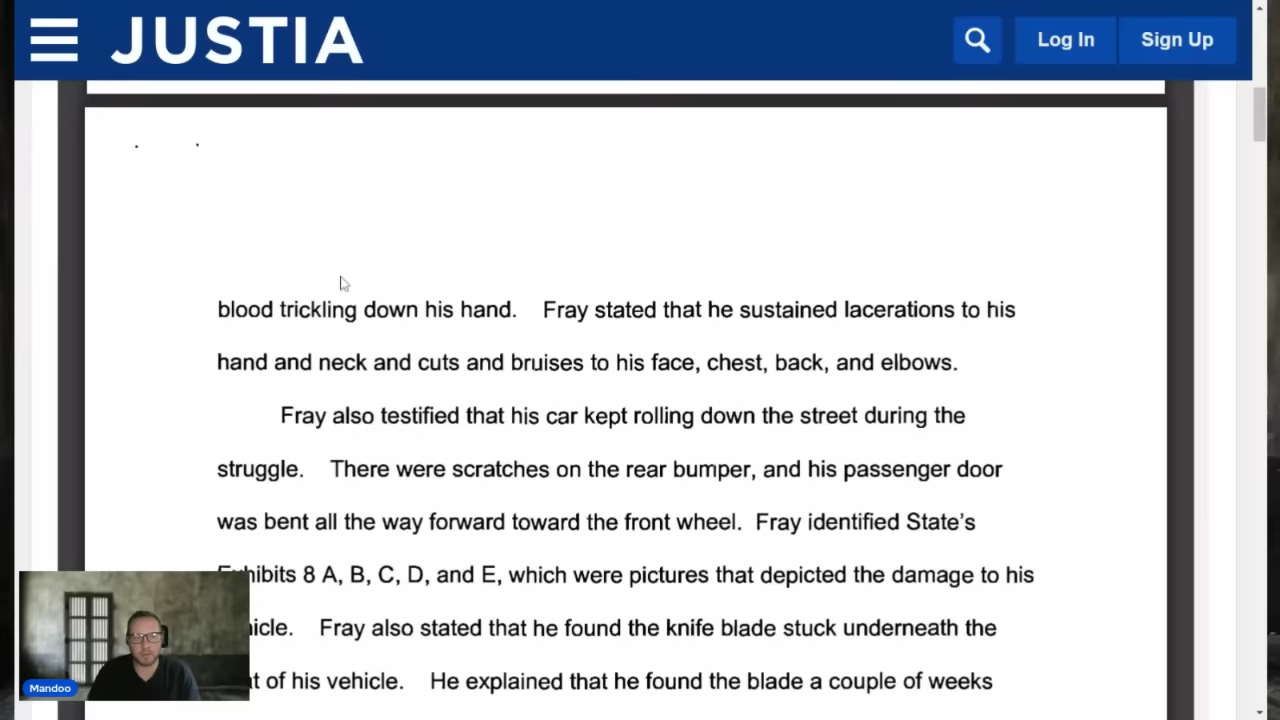 JUSTIA
Log In
Sign Up
blood trickling down his hand. Fray stated that he sustained lacerations to his
hand and neck and cuts and bruises to his face, chest, back, and elbows.
Fray also testified that his car kept rolling down the street during the
struggle. There were scratches on the rear bumper, and his passenger door
was bent all the way forward toward the front wheel. Fray identified State's
8 A, B, C, D, and E, which were pictures that depicted the damage to his
Fray also stated that he found the knife blade stuck underneath the
of his vehicle. He explained that he found the blade a couple of weeks
Mandoo